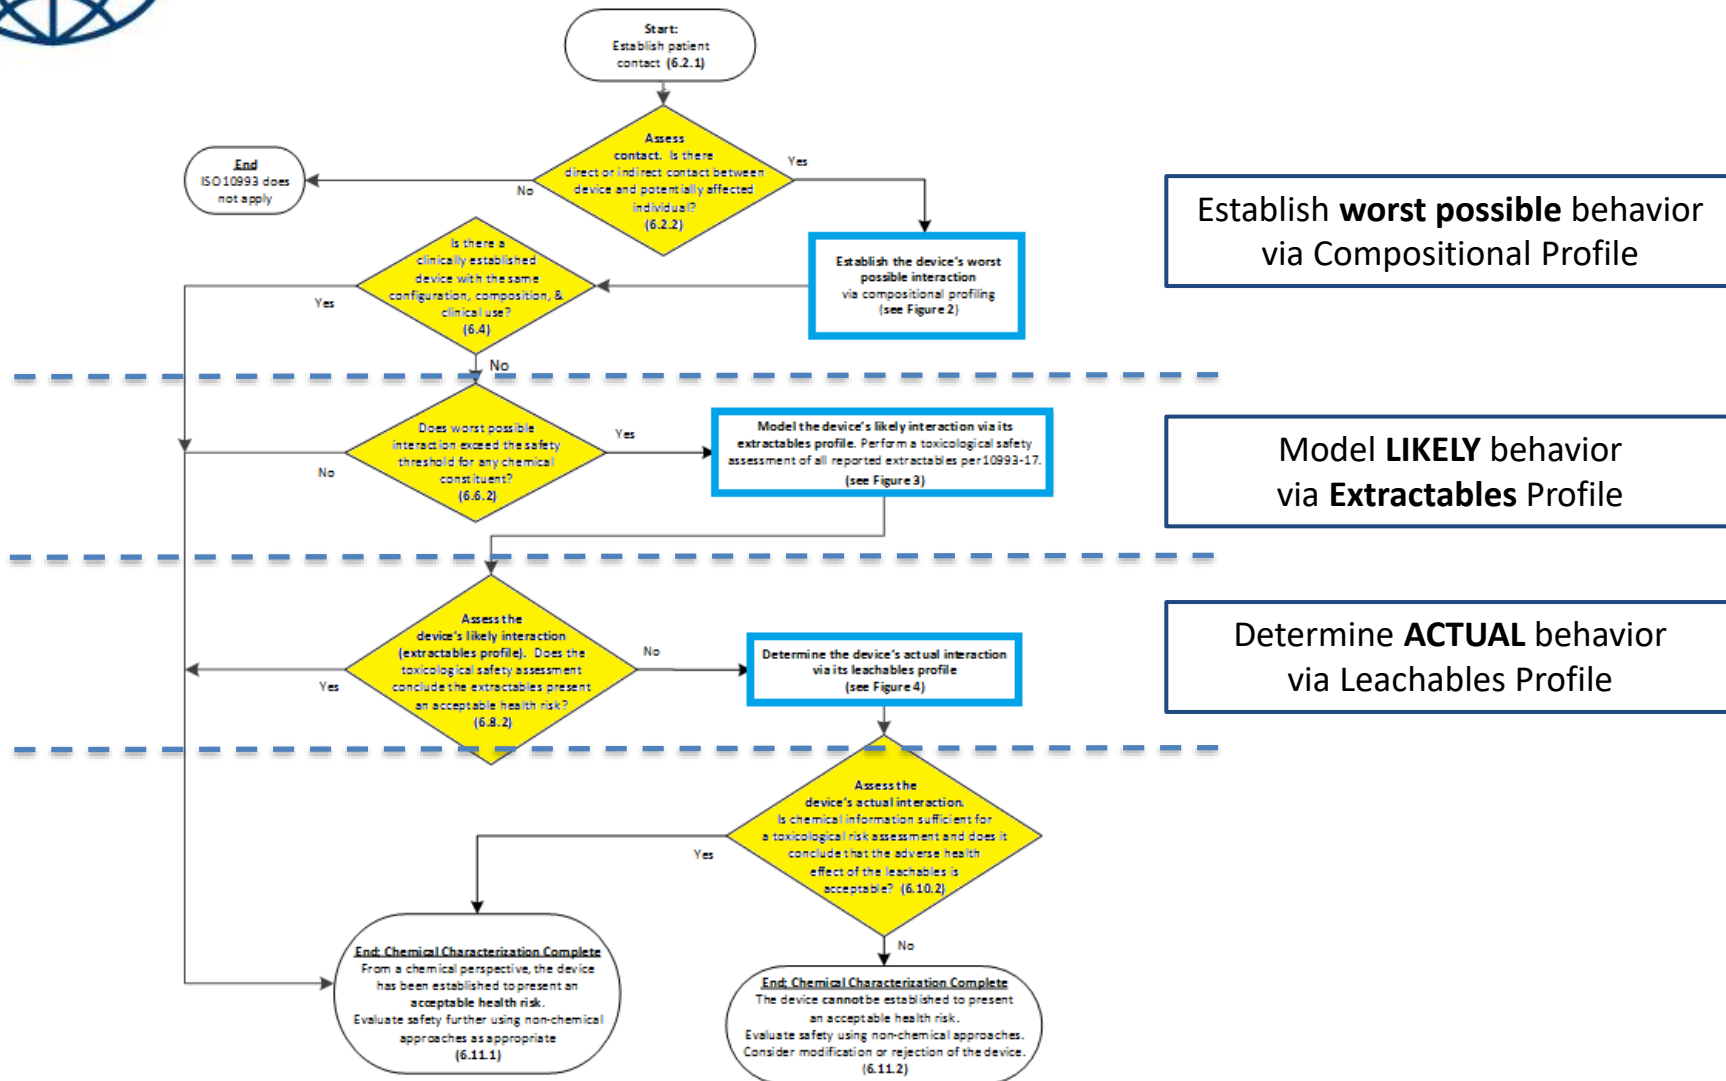 Start:
Establish patient
contact (6.2.1)
Assess
contact. Is there
direct or indirect contact between
device and potentially affected
individual?
(6.2.2)
Yes
No
End
ISO 10993 does
not apply
Establish the device's worst
possible interaction
via compositional profiling
(see Figure 2)
Is there a
clinically established
device with the same
configuration, composition, &
clinical use?
(6.4)
Yes
No
Establish worst possible behavior
via Compositional Profile
Does worst possible
interaction exceed the safety
threshold for any chemical
constituent?
(6.6.2)
Yes
No
Model the device's likely interaction via its
extractables profile. Perform a toxicological safety
assessment of all reported extractables per 10993-17.
(see Figure 3)
Model LIKELY behavior
via Extractables Profile
Assess the
device's likely interaction
(extractables profile). Does the
toxicological safety assessment
conclude the extractables present
an acceptable health risk?
(6.8.2)
No
Yes
Determine the device's actual interaction
via its leachables profile
(see Figure 4)
Determine ACTUAL behavior
via Leachables Profile
Assess the
device's actual interaction.
Is chemical information sufficient for
a toxicological risk assessment and does it
conclude that the adverse health
effect of the leachables is
acceptable? (6.10.2)
Yes
No
End: Chemical Characterization Complete
From a chemical perspective, the device
has been established to present an
acceptable health risk.
Evaluate safety further using non-chemical
approaches as appropriate
(6.11.1)
End: Chemical Characterization Complete
The device cannot be established to present
an acceptable health risk.
Evaluate safety using non-chemical approaches.
Consider modification or rejection of the device.
(6.11.2)